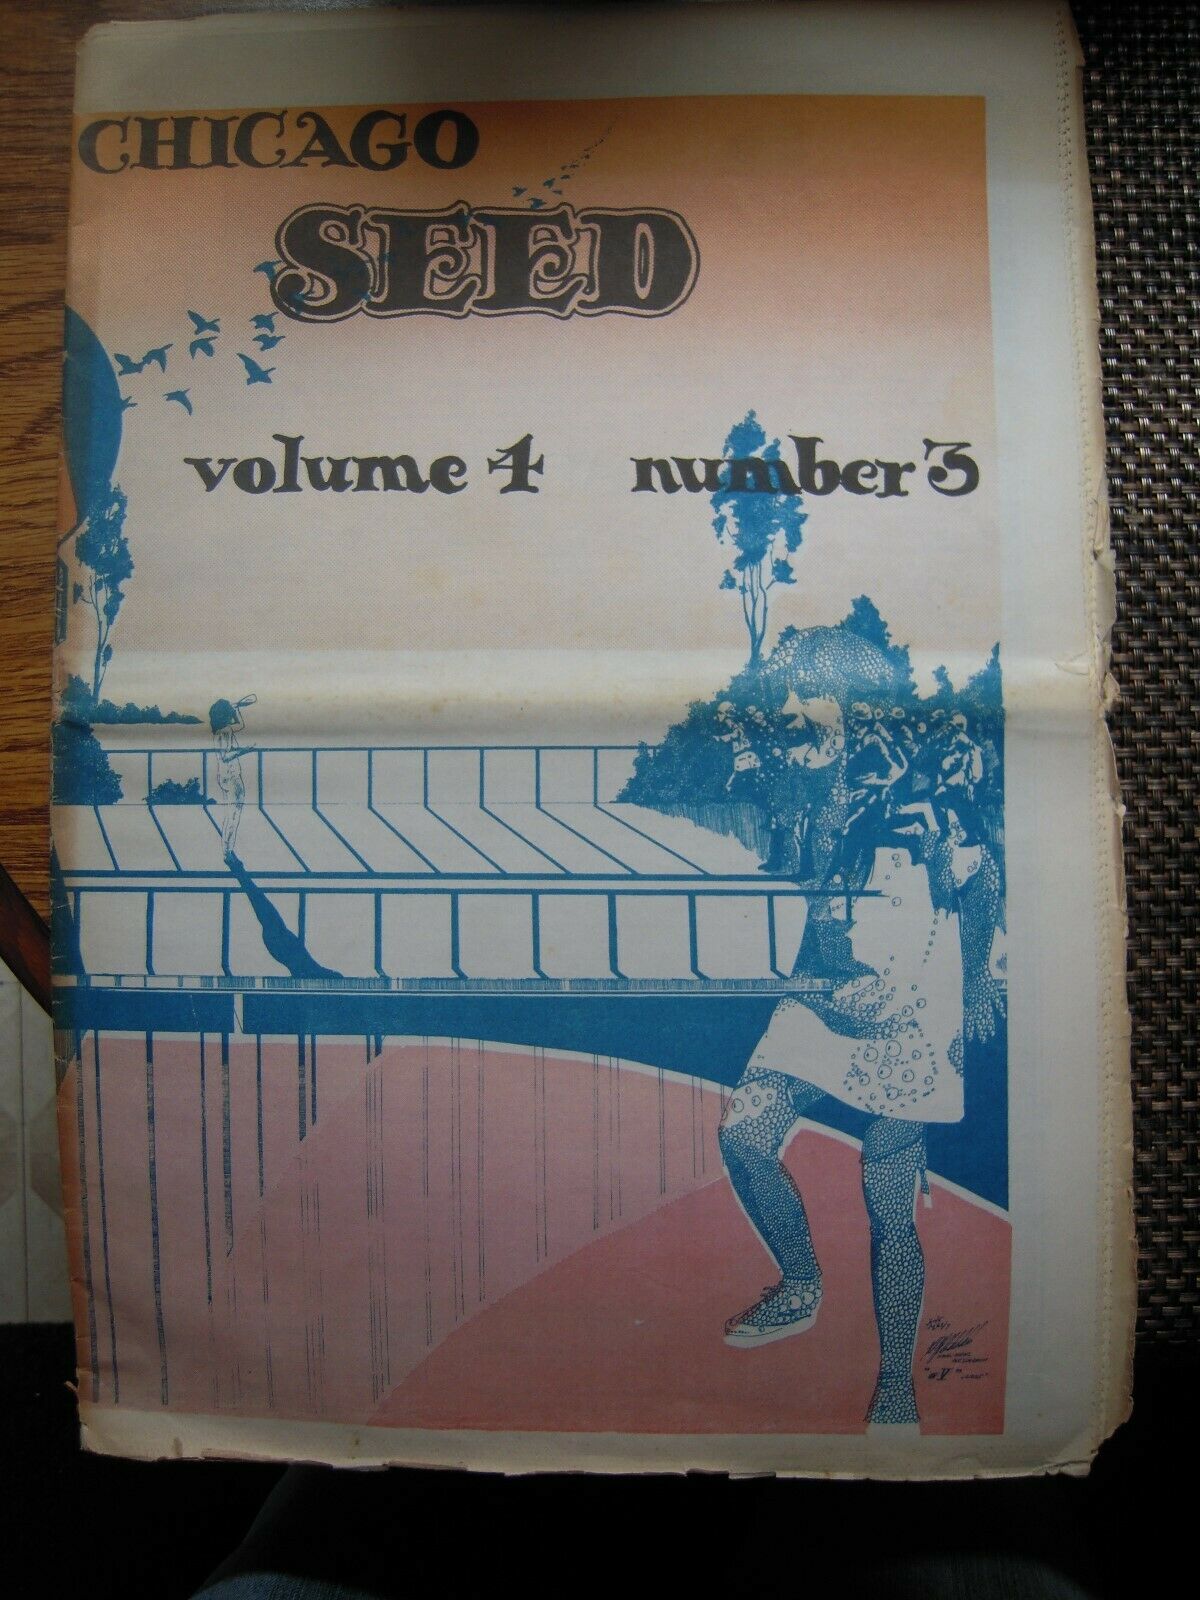 CHICAGO
SEED
volume 4 number 3
"a V"